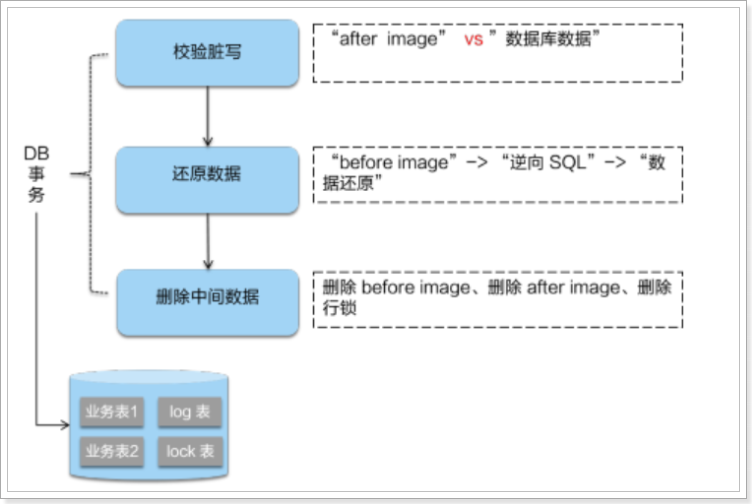 校验脏写
“after image” vs ” 数据库数据”
DB
事
务
还原数据
“before image”–> “逆向 SQL”–> “数
据还原”
删除中间数据
删除 before image、删除 after image、删除
行锁
业务表1
log 表
业务表2
lock 表